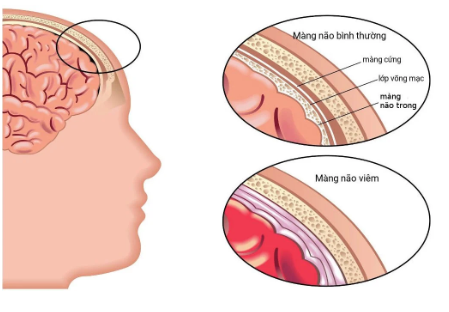 Màng não bình thường
màng cứng
lớp võng mạc
màng
não trong
Màng não viêm